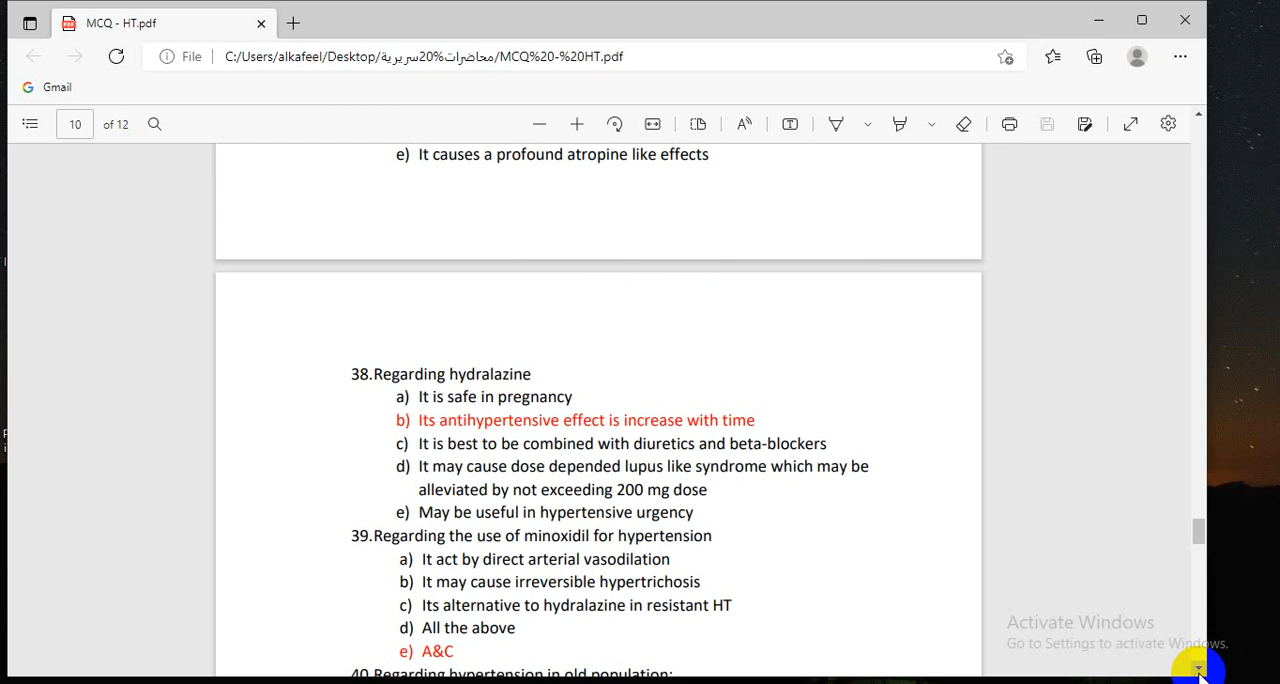 MCQ - HT.pdf
File C:/Users/alkafeel/Desktop/محاضرات%20سريرية/MCQ%20-%20HT.pdf
Gmail
10 of 12
e) It causes a profound atropine like effects
38.Regarding hydralazine
a) It is safe in pregnancy
b) Its antihypertensive effect is increase with time
c) It is best to be combined with diuretics and beta-blockers
d) It may cause dose depended lupus like syndrome which may be
alleviated by not exceeding 200 mg dose
e) May be useful in hypertensive urgency
39.Regarding the use of minoxidil for hypertension
a) It act by direct arterial vasodilation
b) It may cause irreversible hypertrichosis
c) Its alternative to hydralazine in resistant HT
d) All the above
e) A&C
40.Regarding hypertension in old population:
Activate Windows
Go to Settings to activate Windows.